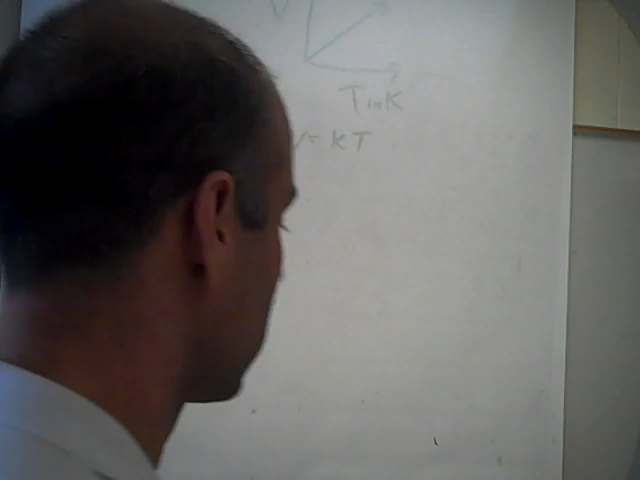 V
T in K
V = KT